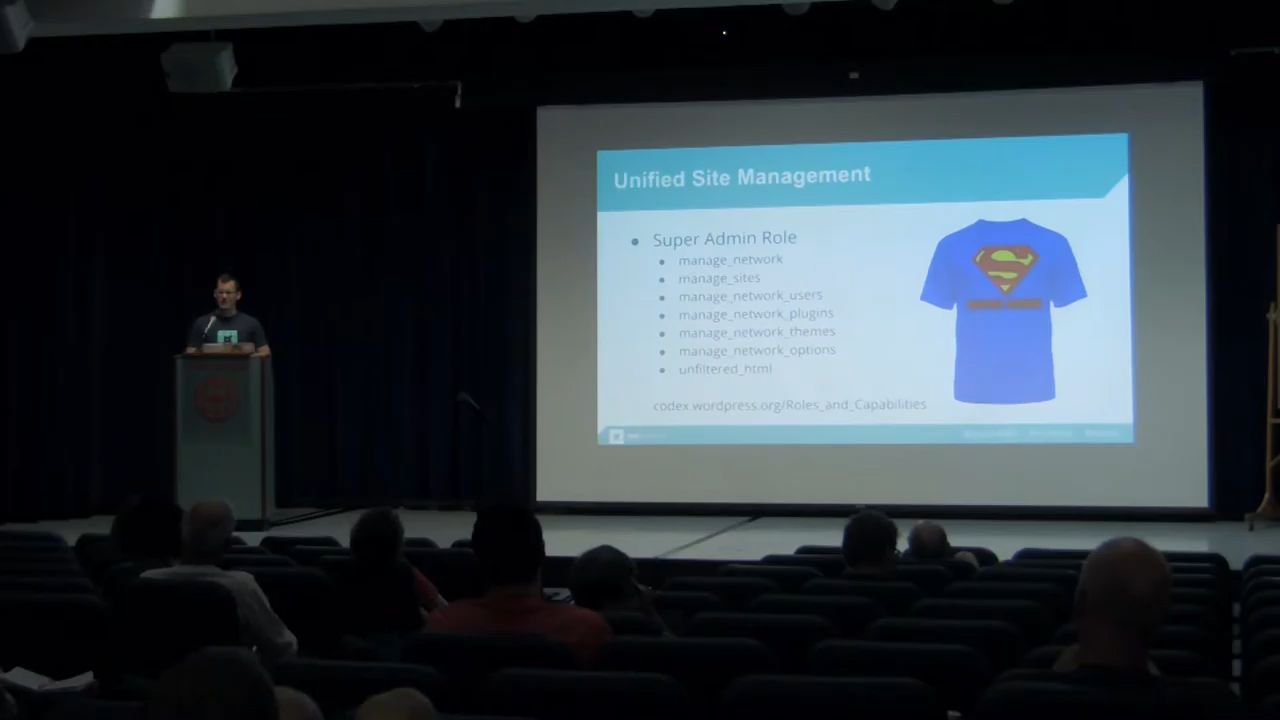 Unified Site Management
Super Admin Role
manage_network
manage_sites
manage_network_users
manage_network_plugins
manage_network_themes
manage_network_options
unfiltered_html
codex.wordpress.org/Roles_and_Capabilities